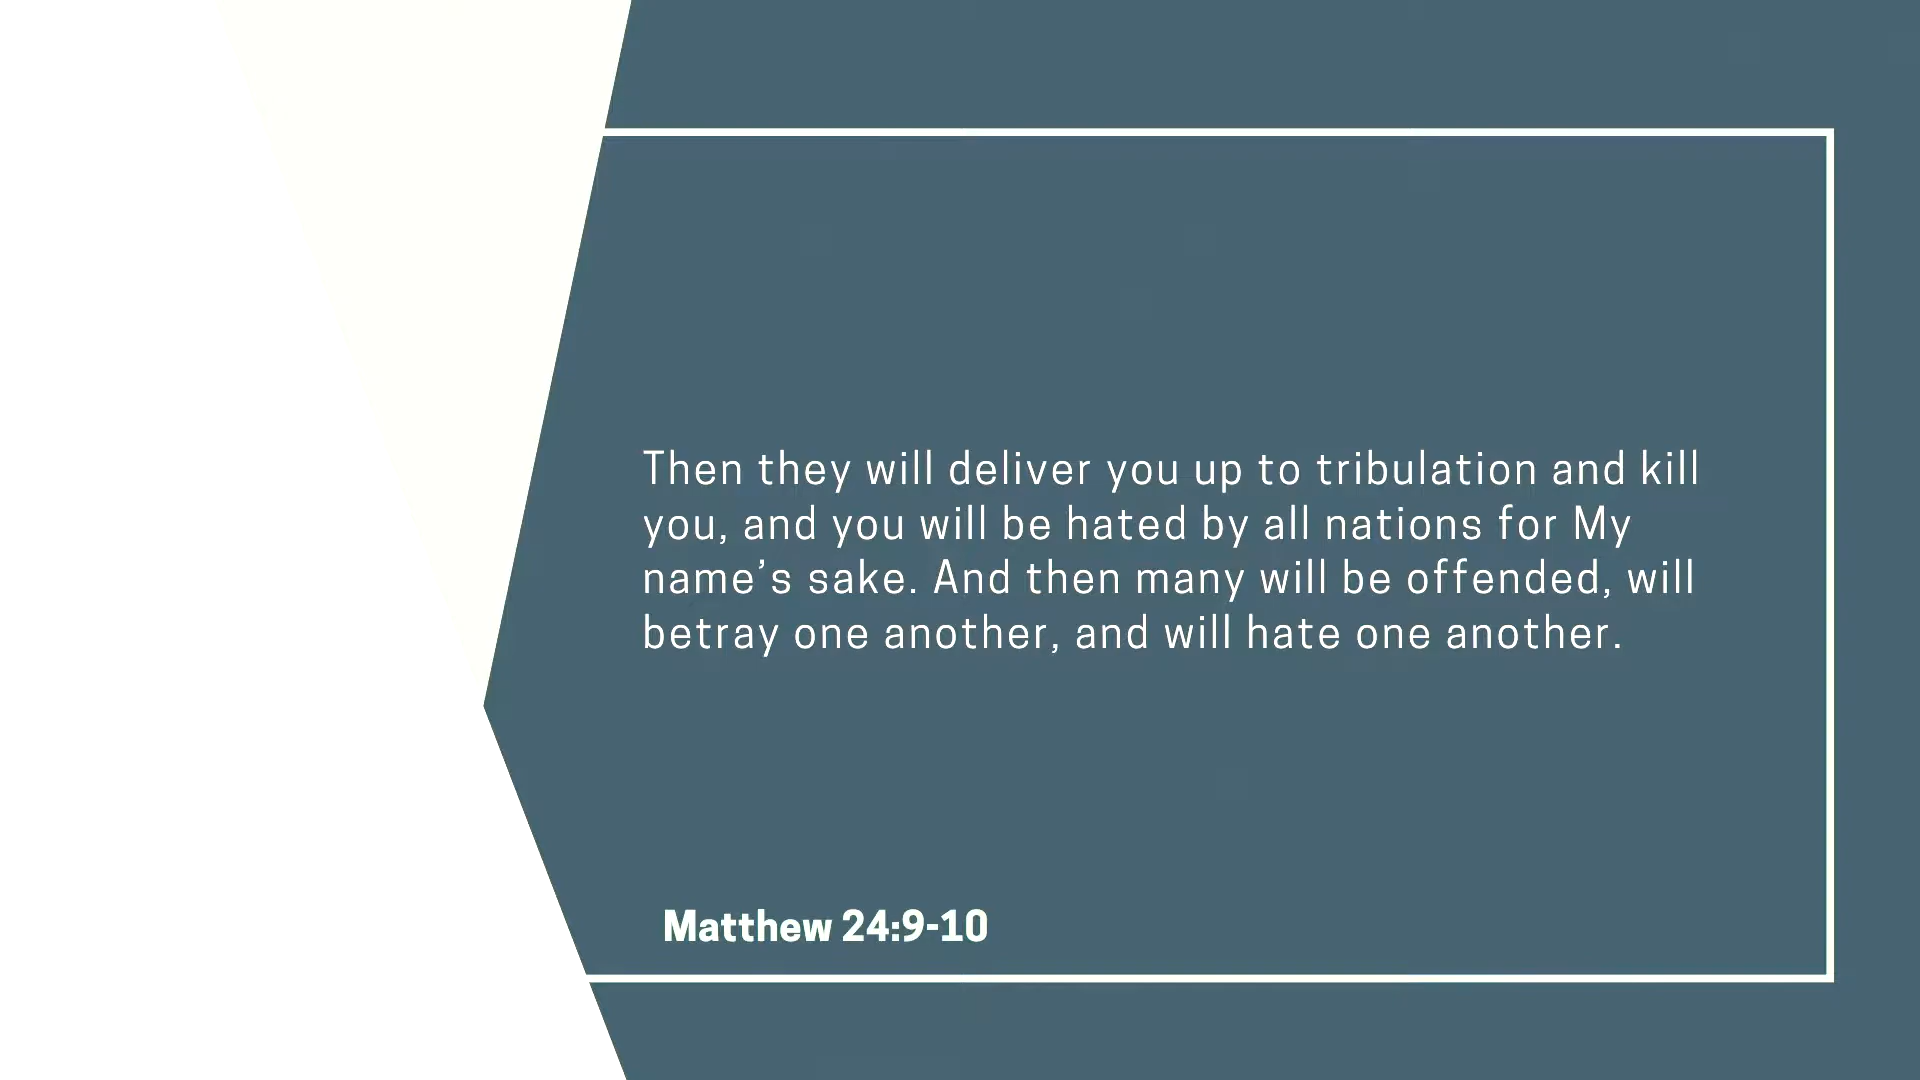 Then they will deliver you up to tribulation and kill
you, and you will be hated by all nations for My
name’s sake. And then many will be offended, will
betray one another, and will hate one another.
Matthew 24:9-10